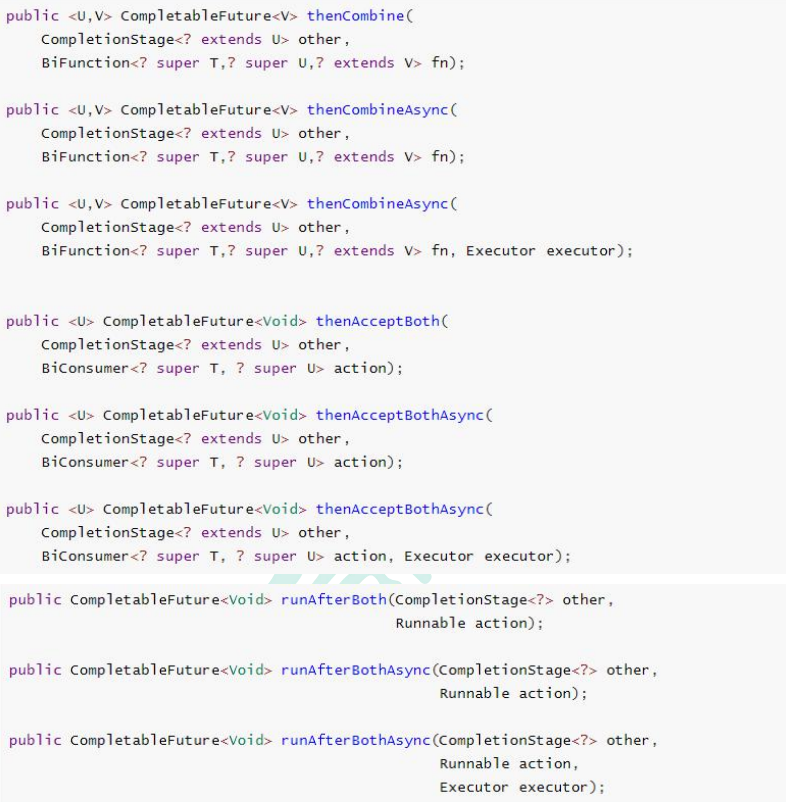 public <U,V> CompletableFuture<V> thenCombine(
    CompletionStage<? extends U> other,
    BiFunction<? super T,? super U,? extends V> fn);

public <U,V> CompletableFuture<V> thenCombineAsync(
    CompletionStage<? extends U> other,
    BiFunction<? super T,? super U,? extends V> fn);

public <U,V> CompletableFuture<V> thenCombineAsync(
    CompletionStage<? extends U> other,
    BiFunction<? super T,? super U,? extends V> fn, Executor executor);

public <U> CompletableFuture<Void> thenAcceptBoth(
    CompletionStage<? extends U> other,
    BiConsumer<? super T, ? super U> action);

public <U> CompletableFuture<Void> thenAcceptBothAsync(
    CompletionStage<? extends U> other,
    BiConsumer<? super T, ? super U> action);

public <U> CompletableFuture<Void> thenAcceptBothAsync(
    CompletionStage<? extends U> other,
    BiConsumer<? super T, ? super U> action, Executor executor);

public CompletableFuture<Void> runAfterBoth(CompletionStage<?> other,
                                            Runnable action);

public CompletableFuture<Void> runAfterBothAsync(CompletionStage<?> other,
                                                 Runnable action);

public CompletableFuture<Void> runAfterBothAsync(CompletionStage<?> other,
                                                 Runnable action,
                                                 Executor executor);